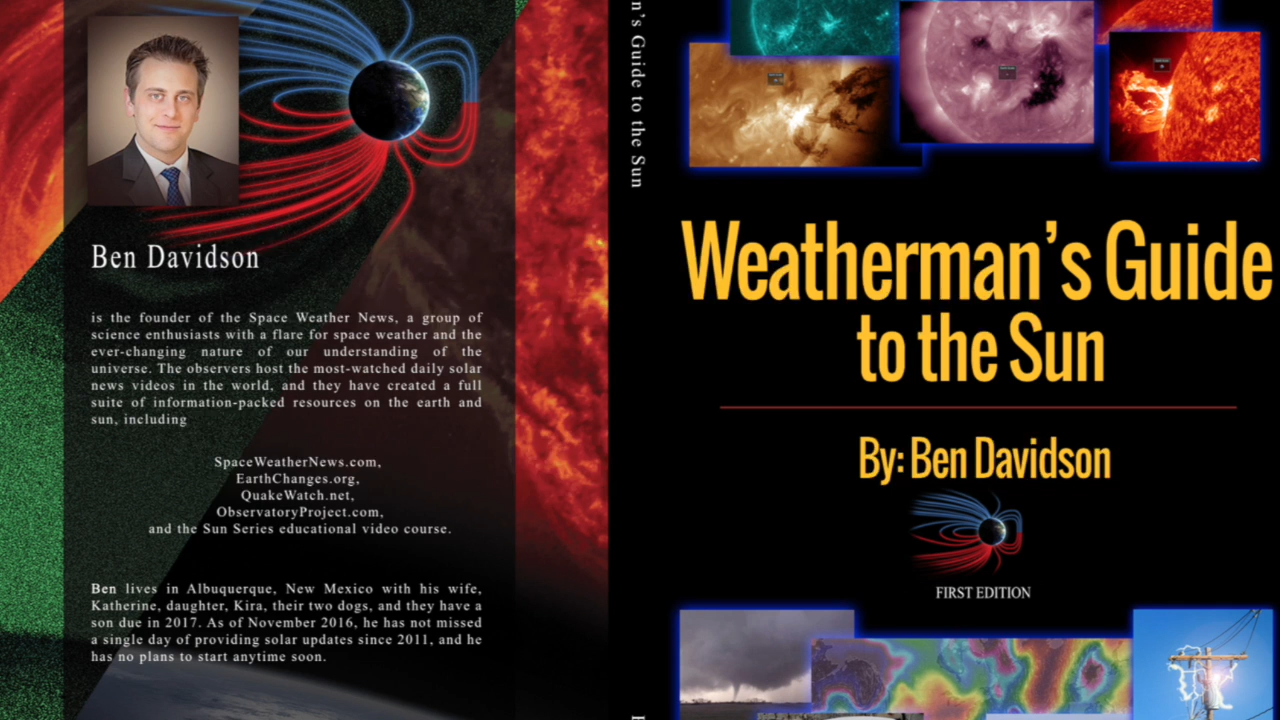 Ben Davidson
is the founder of the Space Weather News, a group of
science enthusiasts with a flare for space weather and the
ever-changing nature of our understanding of the
universe. The observers host the most-watched daily solar
news videos in the world, and they have created a full
suite of information-packed resources on the earth and
sun, including
SpaceWeatherNews.com,
EarthChanges.org,
QuakeWatch.net,
ObservatoryProject.com,
and the Sun Series educational video course.
Ben lives in Albuquerque, New Mexico with his wife,
Katherine, daughter, Kira, their two dogs, and they have a
son due in 2017. As of November 2016, he has not missed
a single day of providing solar updates since 2011, and he
has no plans to start anytime soon.
n's Guide to the Sun
Weatherman's Guide
to the Sun
By: Ben Davidson
FIRST EDITION